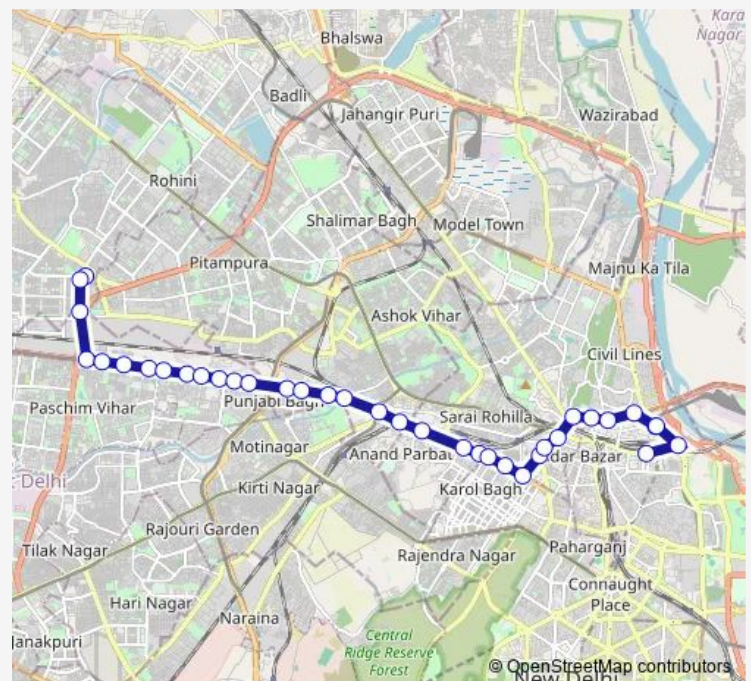 Kara
Nagar
Bhalswa
Badli
Jahangir Puri
Wazirabad
Rohini
Shalimar Bagh
Model Town
Pitampura
Majnu Ka Tila
Ashok Vihar
Civil Lines
Paschim Vihar
Punjabi Bagh
Sarai Rohilla
Motinagar
Anand Parba
dar Bazar
Delhi
Kirti Nagar
Karol Bagh
Rajouri Garden
Tilak Nagar
Rajendra Nagar
Paharganj
Connaught
Place
Hari Nagar
Naraina
Janakpuri
Central
Ridge Reserve
Forest
© OpenStreetMap contributors
New Delhi